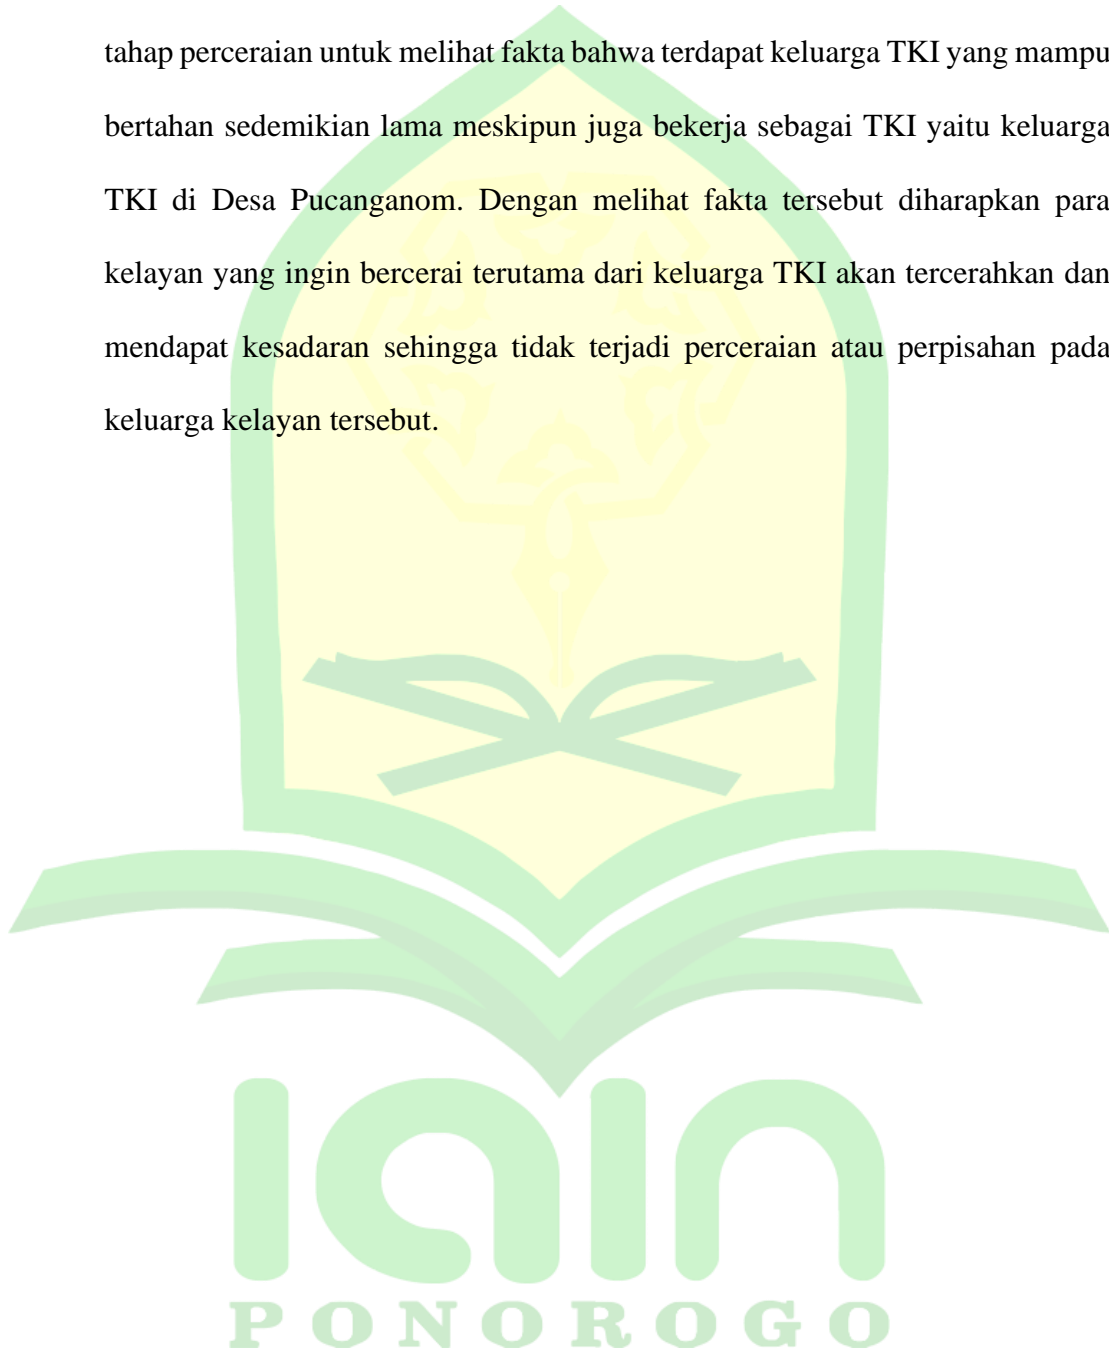 tahap perceraian untuk melihat fakta bahwa terdapat keluarga TKI yang mampu
bertahan sedemikian lama meskipun juga bekerja sebagai TKI yaitu keluarga
TKI di Desa Pucanganom. Dengan melihat fakta tersebut diharapkan para
kelayan yang ingin bercerai terutama dari keluarga TKI akan tercerahkan dan
mendapat kesadaran sehingga tidak terjadi perceraian atau perpisahan pada
keluarga kelayan tersebut.
iain
PONOROGO